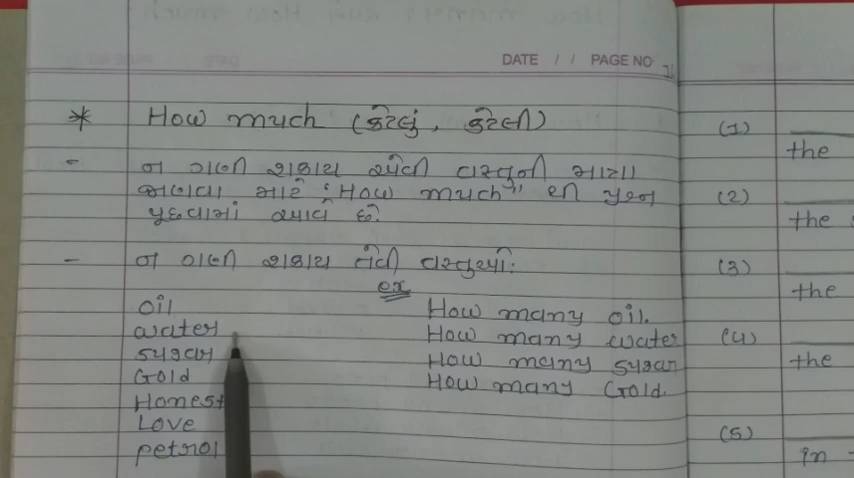 DATE / / PAGE NO
* How much (કેટલું, કેટલી)
- ન ગણી શકાય એવી વસ્તુની માત્રા
જાણવા માટે "How much" થી પ્રશ્ન
પુછવામાં આવે છે.
- ન ગણી શકાય તેવી વસ્તુઓ:
ex
oil How many oil.
water How many water
sugar How many sugar
Gold How many Gold.
Honest
Love
petrol
(1)
the
(2)
the
(3)
the
(4)
the
(5)
in